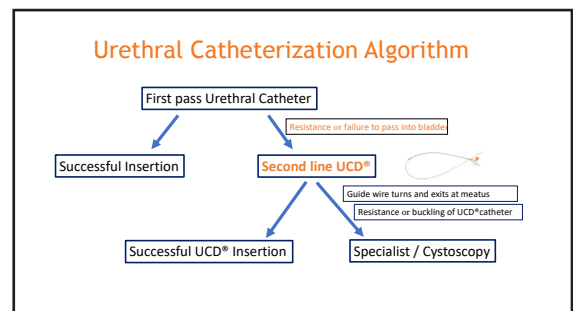 Urethral Catheterization Algorithm
First pass Urethral Catheter
Resistance or failure to pass into bladder
Successful Insertion
Second line UCD®
Guide wire turns and exits at meatus
Resistance or buckling of UCD®catheter
Successful UCD® Insertion
Specialist / Cystoscopy